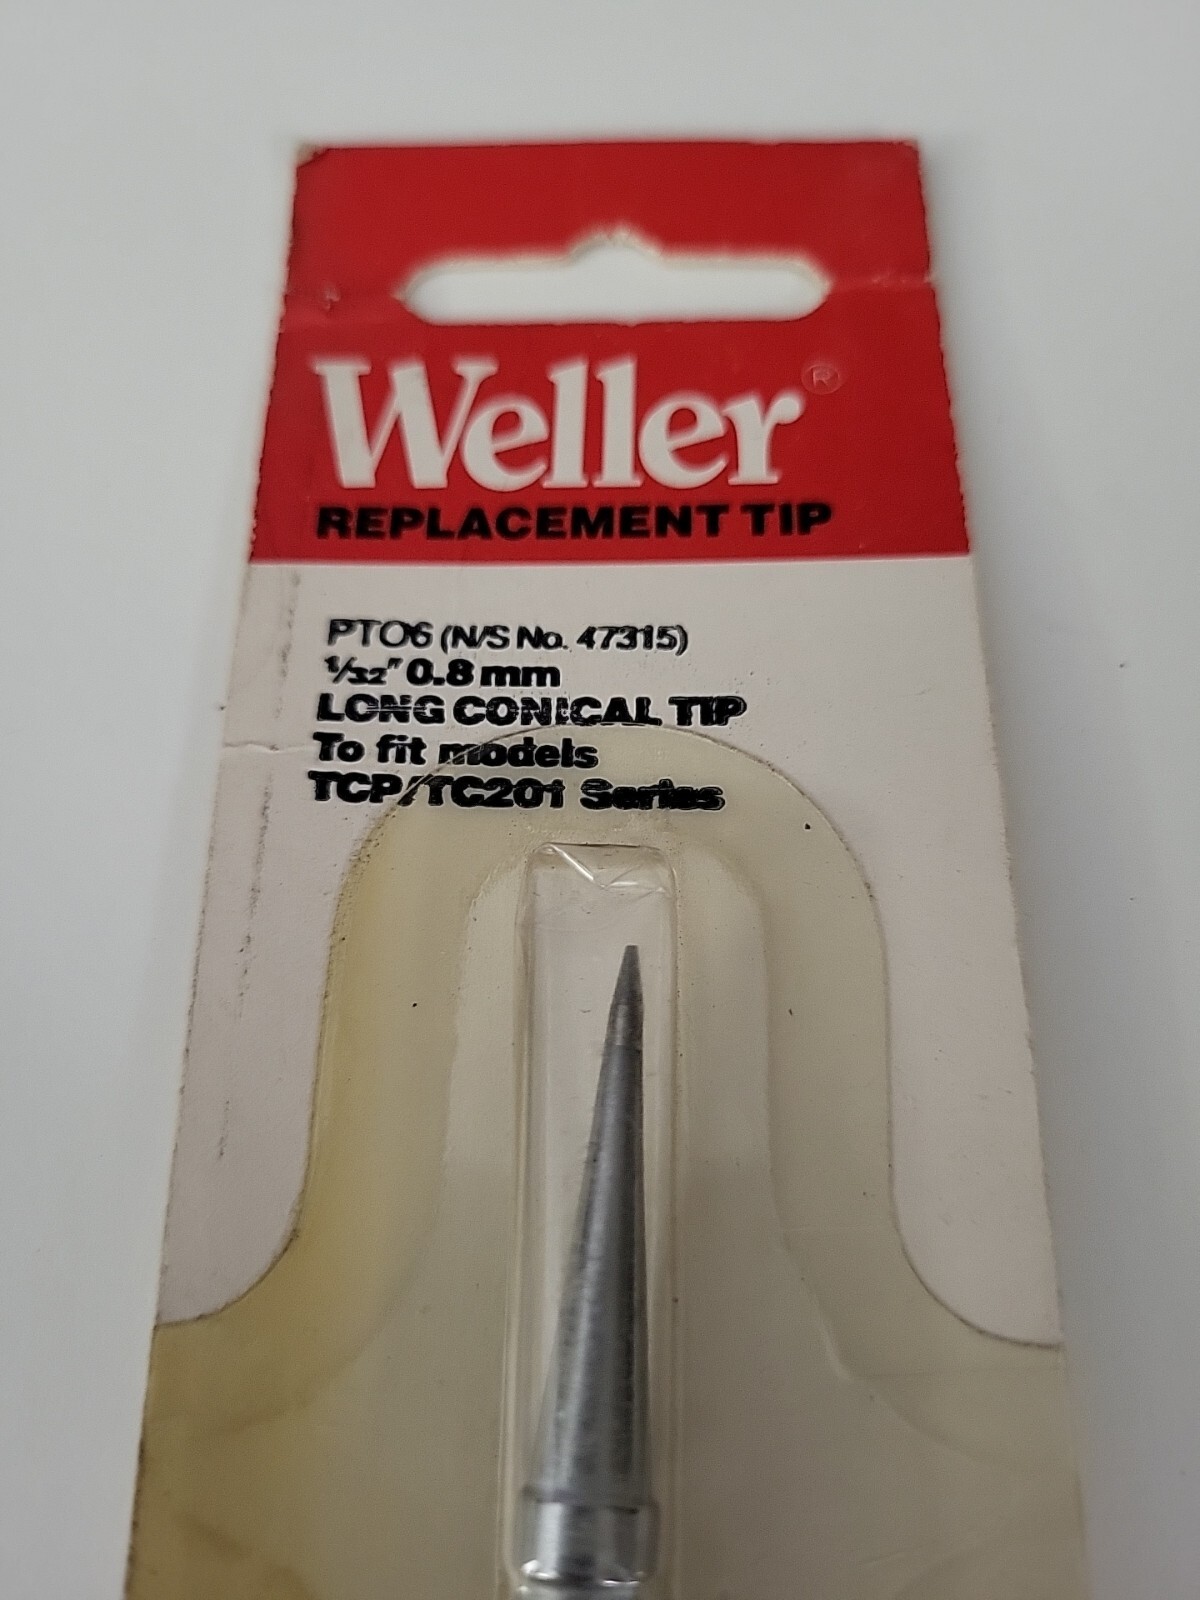 Weller®
REPLACEMENT TIP
PTO6 (N/S No. 47315)
1/32" 0.8 mm
LONG CONICAL TIP
To fit models
TCP/TC201 Series